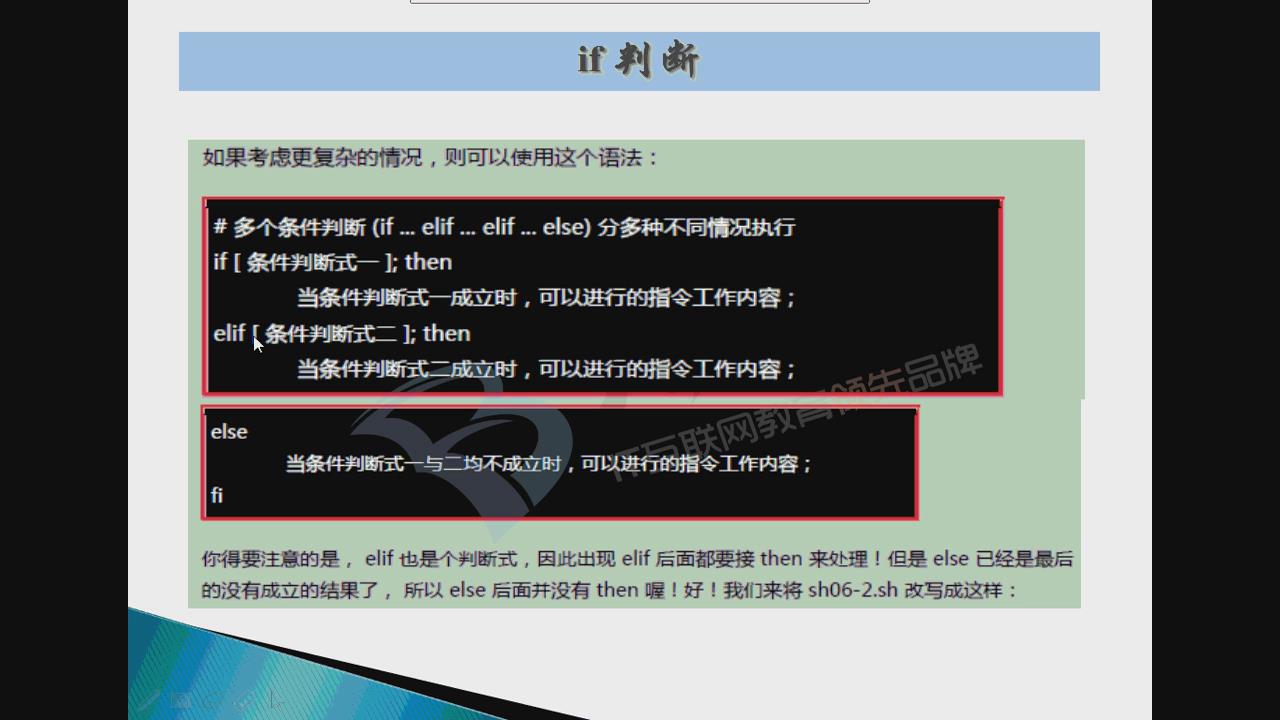 if 判断
如果考虑更复杂的情况，则可以使用这个语法：
# 多个条件判断 (if ... elif ... elif ... else) 分多种不同情况执行
if [ 条件判断式一 ]; then
当条件判断式一成立时，可以进行的指令工作内容；
elif [ 条件判断式二 ]; then
当条件判断式二成立时，可以进行的指令工作内容；
IT互联网教育领先品牌
else
当条件判断式一与二均不成立时，可以进行的指令工作内容；
fi
你得要注意的是， elif 也是个判断式，因此出现 elif 后面都要接 then 来处理！但是 else 已经是最后
的没有成立的结果了， 所以 else 后面并没有 then 喔！好！我们来将 sh06-2.sh 改写成这样：